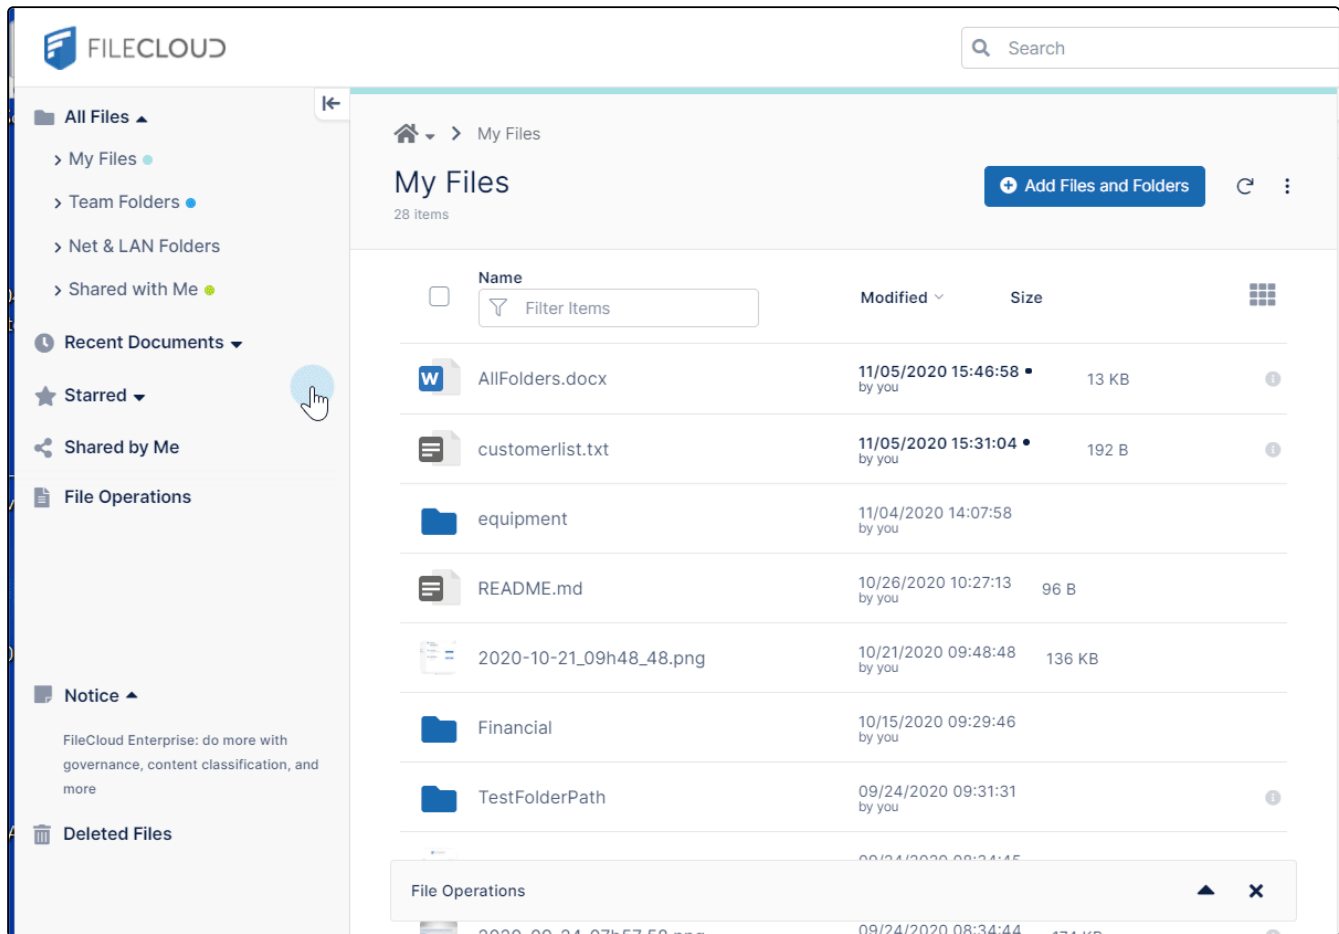 FILECLOUD
Search
All Files
My Files
Team Folders
Net & LAN Folders
Shared with Me
Recent Documents
Starred
Shared by Me
File Operations
Notice
FileCloud Enterprise: do more with
governance, content classification, and
more
Deleted Files
My Files
My Files
28 items
Add Files and Folders
Name
Filter Items
Modified
Size
AllFolders.docx
11/05/2020 15:46:58
by you
13 KB
customerlist.txt
11/05/2020 15:31:04
by you
192 B
equipment
11/04/2020 14:07:58
by you
README.md
10/26/2020 10:27:13
by you
96 B
2020-10-21_09h48_48.png
10/21/2020 09:48:48
by you
136 KB
Financial
10/15/2020 09:29:46
by you
TestFolderPath
09/24/2020 09:31:31
by you
File Operations
09/24/2020 08:34:44